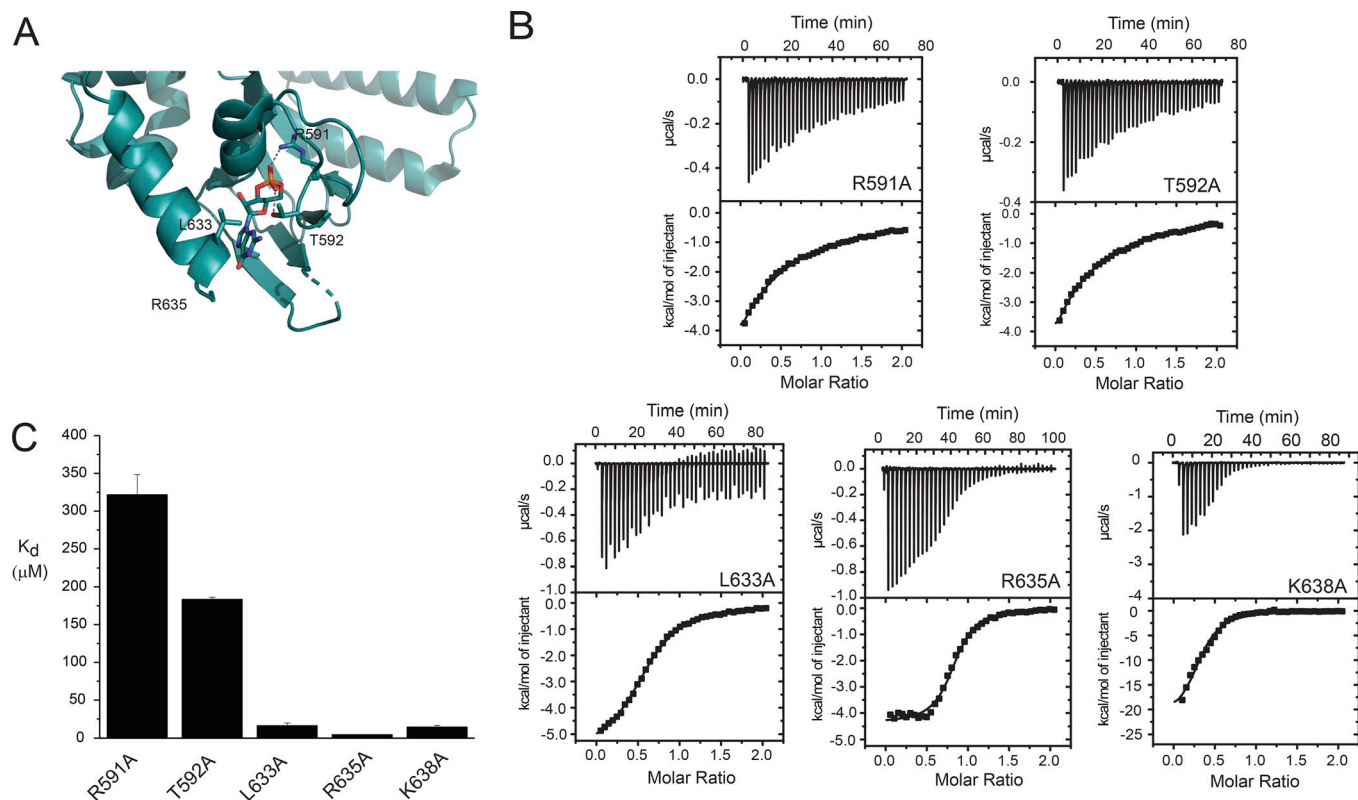 A
R591
L633
T592
R635
B
Time (min)
0 20 40 60 80
0.0
-0.2
-0.4
µcal/s
R591A
0.0
-1.0
-2.0
-3.0
-4.0
kcal/mol of injectant
0.0 0.5 1.0 1.5 2.0
Molar Ratio
Time (min)
0 10 20 30 40 50 60 70
0.0
-0.2
-0.4
µcal/s
T592A
0.0
-1.0
-2.0
-3.0
-4.0
kcal/mol of injectant
0.0 0.5 1.0 1.5 2.0
Molar Ratio
C
400
350
300
250
200
150
100
50
25
0
Kd
(µM)
R591A
T592A
L633A
R635A
K638A
Time (min)
0 20 40 60 80
0.0
-0.2
-0.4
-0.6
-0.8
-1.0
µcal/s
L633A
0.0
-1.0
-2.0
-3.0
-4.0
-5.0
kcal/mol of injectant
0.0 0.5 1.0 1.5 2.0
Molar Ratio
Time (min)
0 20 40 60 80 100
0.0
-0.2
-0.4
-0.6
-0.8
-1.0
µcal/s
R635A
0.0
-1.0
-2.0
-3.0
-4.0
-5.0
kcal/mol of injectant
0.0 0.5 1.0 1.5 2.0
Molar Ratio
Time (min)
0 20 40 60 80
0
-1
-2
-3
-4
µcal/s
K638A
0
-5
-10
-15
-20
-25
kcal/mol of injectant
0.0 0.5 1.0 1.5 2.0
Molar Ratio